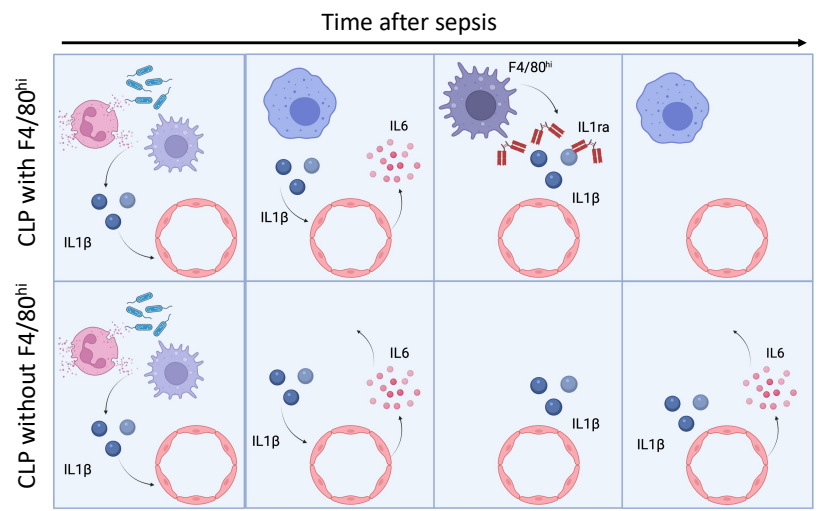 Time after sepsis
CLP with F4/80hi
IL1β
IL6
IL1β
F4/80hi
IL1ra
IL1β
CLP without F4/80hi
IL1β
IL6
IL1β
IL1β
IL6
IL1β